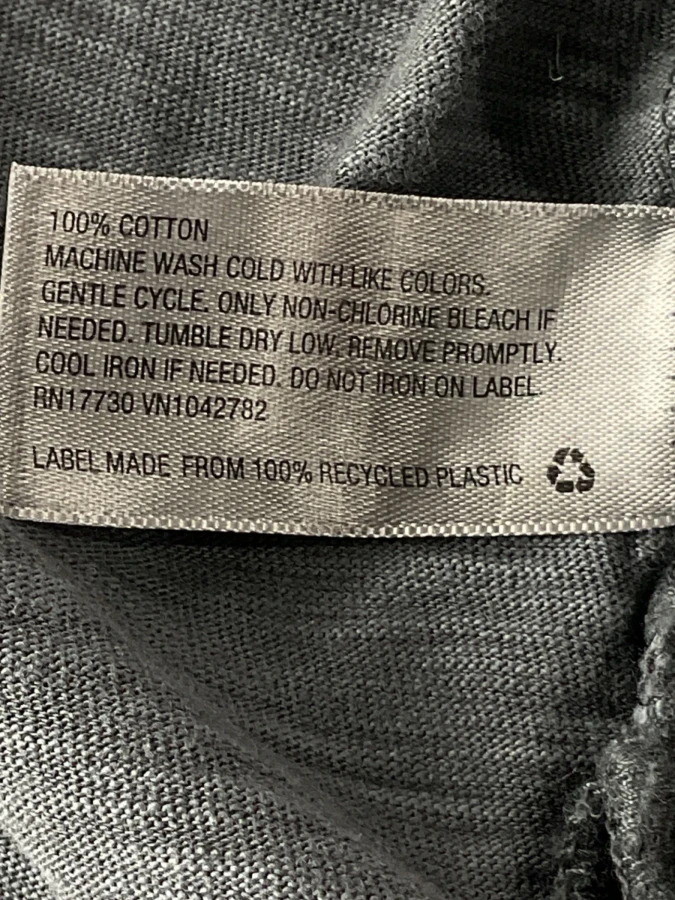 100% COTTON
MACHINE WASH COLD WITH LIKE COLORS.
GENTLE CYCLE. ONLY NON-CHLORINE BLEACH IF
NEEDED. TUMBLE DRY LOW, REMOVE PROMPTLY.
COOL IRON IF NEEDED. DO NOT IRON ON LABEL.
RN17730 VN1042782
LABEL MADE FROM 100% RECYCLED PLASTIC